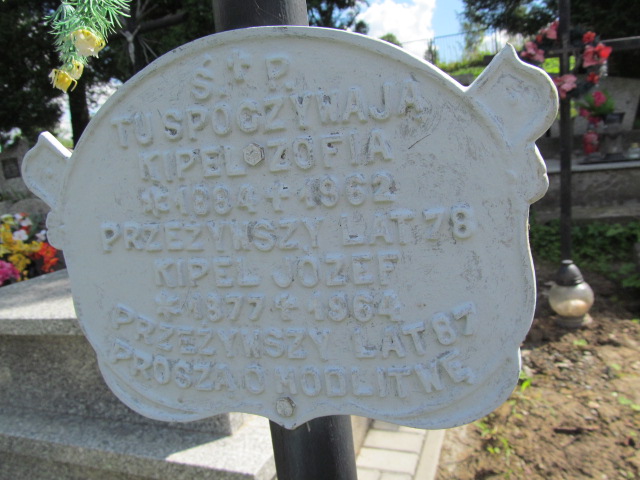 Ś + P.
TU SPOCZYWAJĄ
KIPEL ZOFIA
* 1884 + 1962
PRZEŻYWSZY LAT 78
KIPEL JÓZEF
* 1877 + 1964
PRZEŻYWSZY LAT 87
PROSZĄ O MODLITWĘ